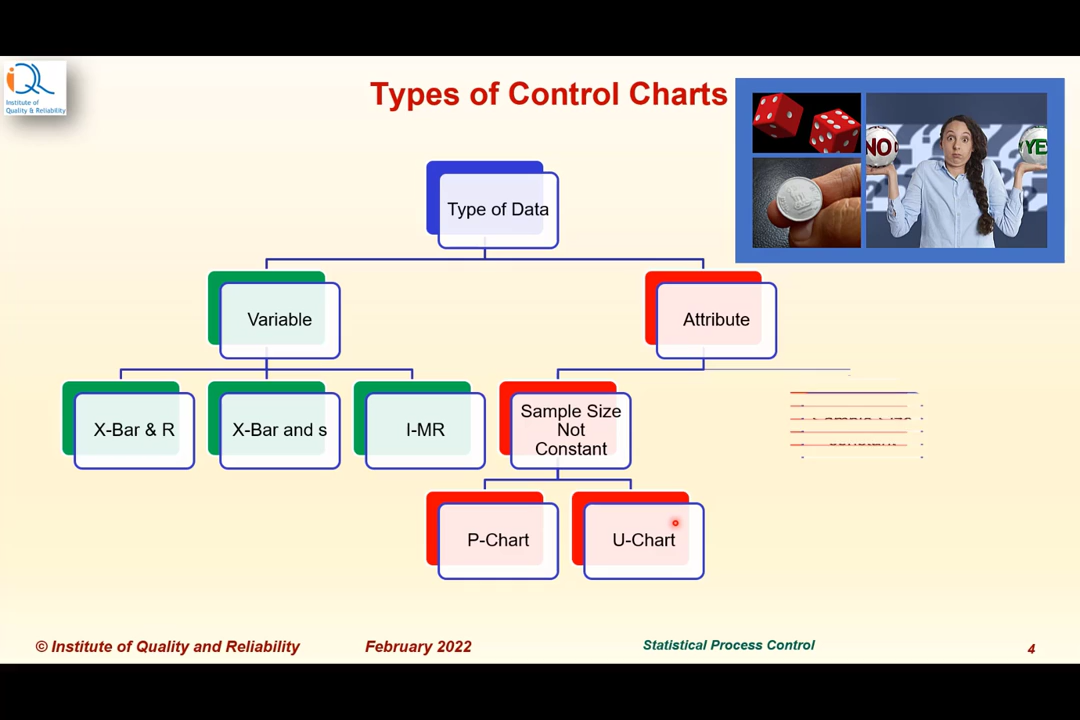 iQR
Institute of
Quality & Reliability
Types of Control Charts
NO
YE
Type of Data
Variable
Attribute
X-Bar & R
X-Bar and s
I-MR
Sample Size
Not
Constant
P-Chart
U-Chart
© Institute of Quality and Reliability
February 2022
Statistical Process Control
4